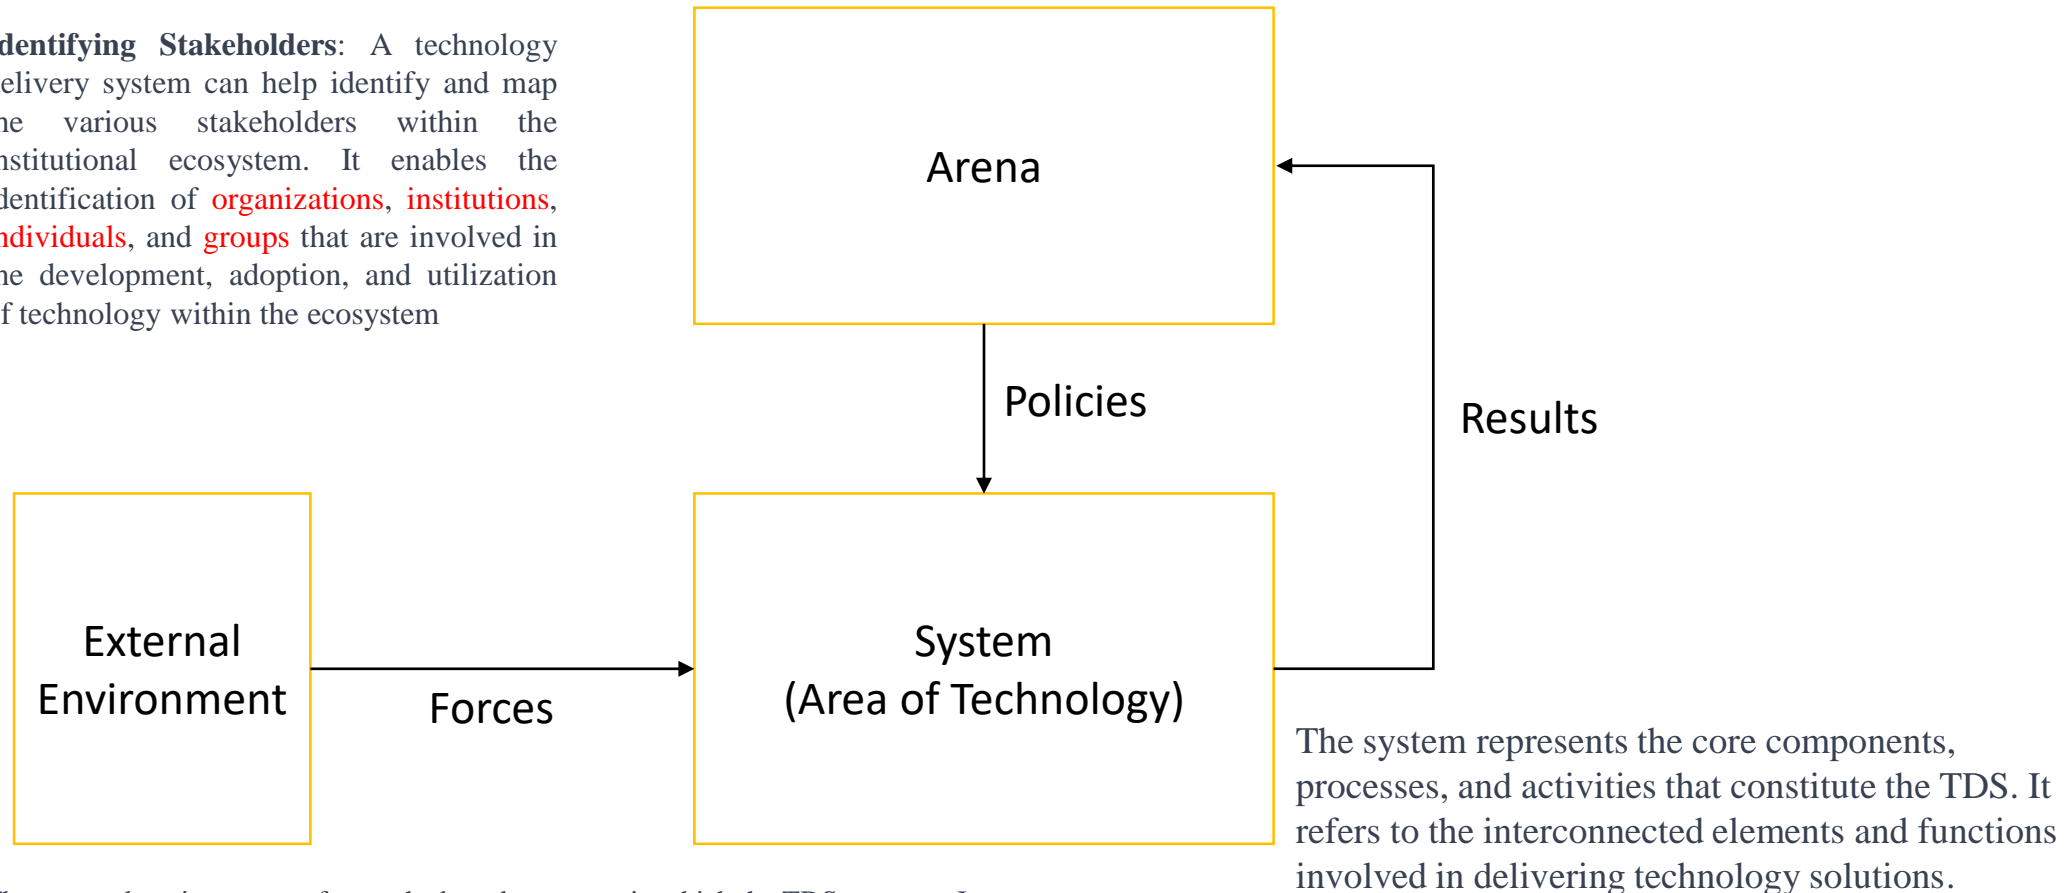 dentifying Stakeholders: A technology
elivery system can help identify and map
he various stakeholders within the
nstitutional ecosystem. It enables the
dentification of organizations, institutions,
ndividuals, and groups that are involved in
he development, adoption, and utilization
f technology within the ecosystem
Arena
Policies
Results
External
Environment
Forces
System
(Area of Technology)
The system represents the core components,
processes, and activities that constitute the TDS. It
refers to the interconnected elements and functions
involved in delivering technology solutions.